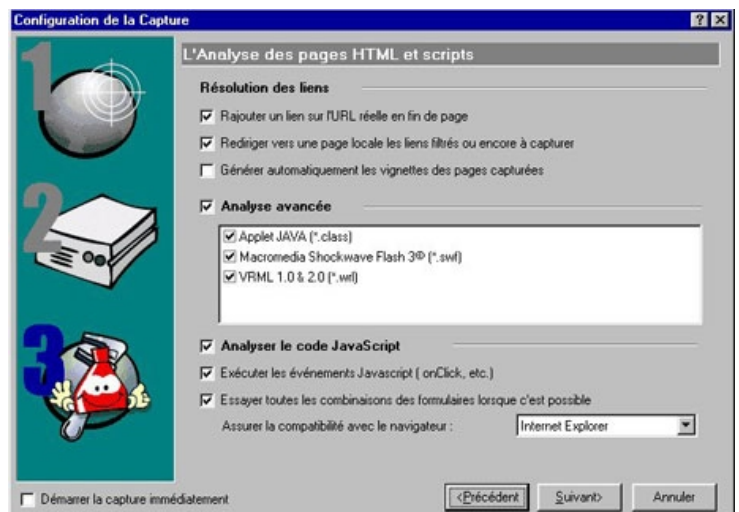 Configuration de la Capture
1
2
3
L'Analyse des pages HTML et scripts
Résolution des liens
Rajouter un lien sur l'URL réelle en fin de page
Rediriger vers une page locale les liens filtrés ou encore à capturer
Générer automatiquement les vignettes des pages capturées
Analyse avancée
Applet JAVA (*.class)
Macromedia Shockwave Flash 3® (*.swf)
VRML 1.0 & 2.0 (*.wrl)
Analyser le code JavaScript
Exécuter les événements Javascript ( onClick, etc.)
Essayer toutes les combinaisons des formulaires lorsque c'est possible
Assurer la compatibilité avec le navigateur : Internet Explorer
Démarrer la capture immédiatement
<Précédent Suivant> Annuler